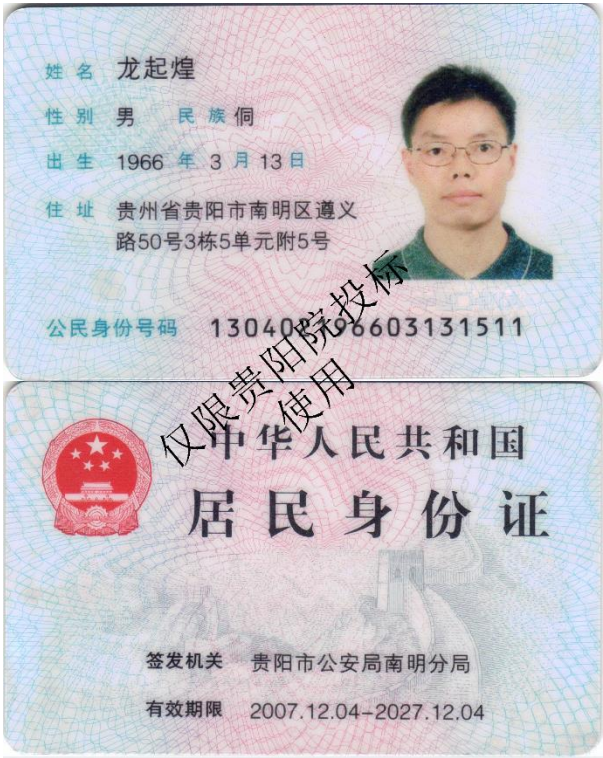 姓名 龙起煌
性别 男 民族 侗
出生 1966 年 3 月 13 日
住址 贵州省贵阳市南明区遵义
路50号3栋5单元附5号
公民身份号码 130402196603131511
仅限贵阳院投标
使用
中华人民共和国
居民身份证
签发机关 贵阳市公安局南明分局
有效期限 2007.12.04-2027.12.04